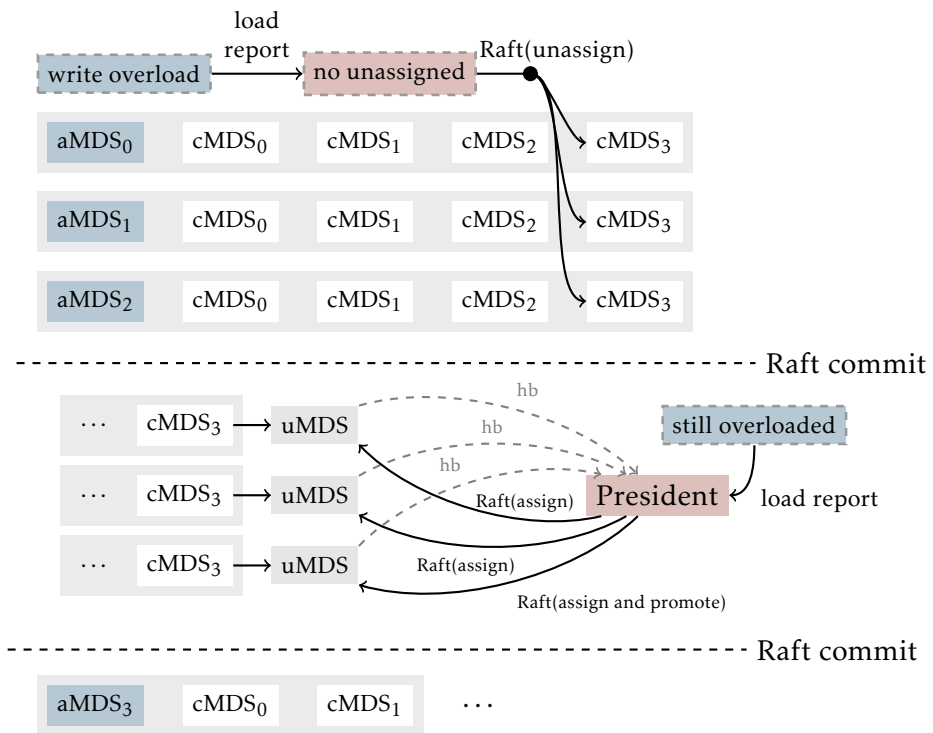 load
report
Raft(unassign)
write overload
no unassigned
aMDS0 cMDS0 cMDS1 cMDS2 cMDS3
aMDS1 cMDS0 cMDS1 cMDS2 cMDS3
aMDS2 cMDS0 cMDS1 cMDS2 cMDS3
Raft commit
hb
··· cMDS3 uMDS
still overloaded
hb
hb
··· cMDS3 uMDS
Raft(assign)
President
load report
··· cMDS3 uMDS
Raft(assign)
Raft(assign and promote)
Raft commit
aMDS3 cMDS0 cMDS1 ···